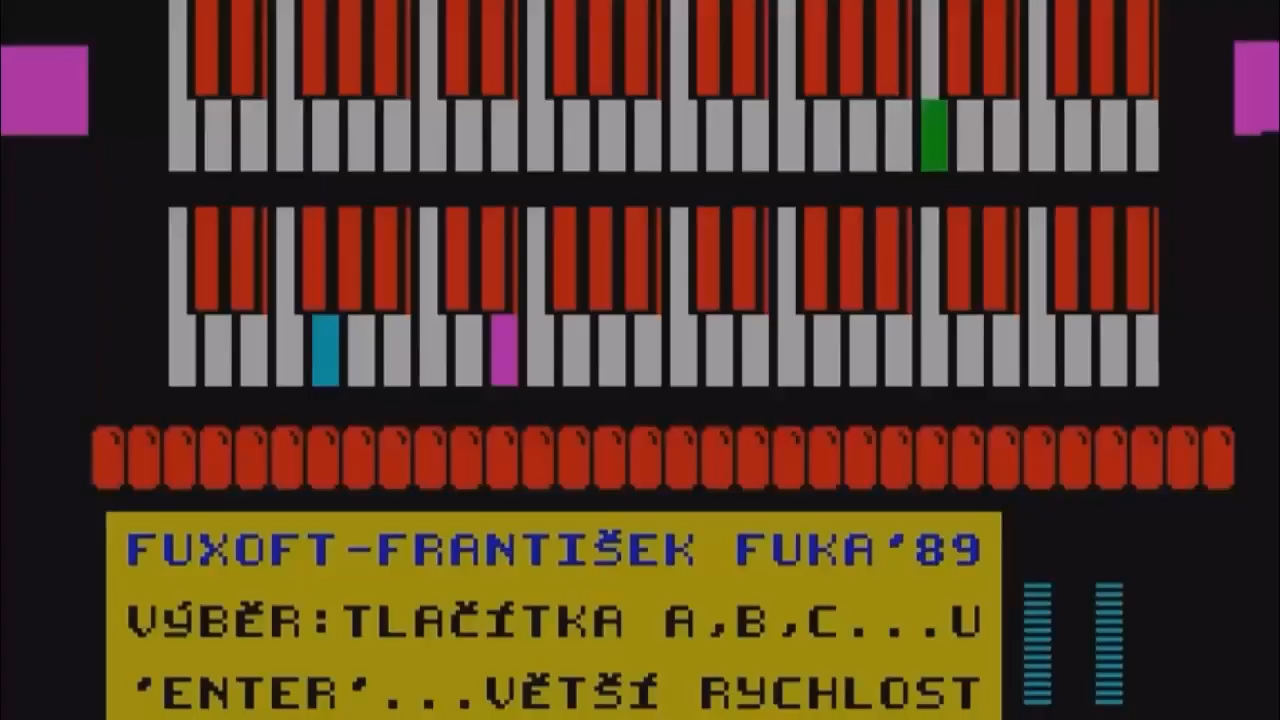 FUXOFT-FRANTIŠEK FUKA'89
VÝBĚR:TLAČÍTKA A,B,C...U
'ENTER'...VĚTŠÍ RYCHLOST